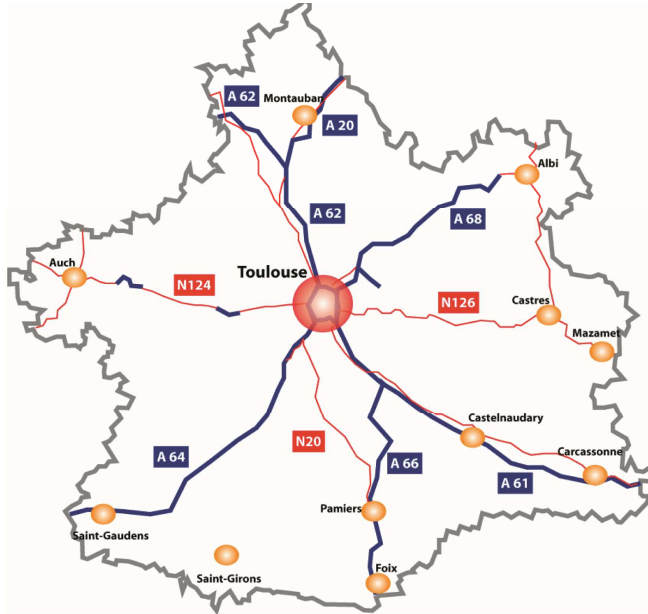 A 62
Montauban
A 20
Albi
A 62
A 68
Auch
Toulouse
N124
N126
Castres
Mazamet
Castelnaudary
N20
A 64
A 66
Carcassonne
A 61
Pamiers
Saint-Gaudens
Foix
Saint-Girons